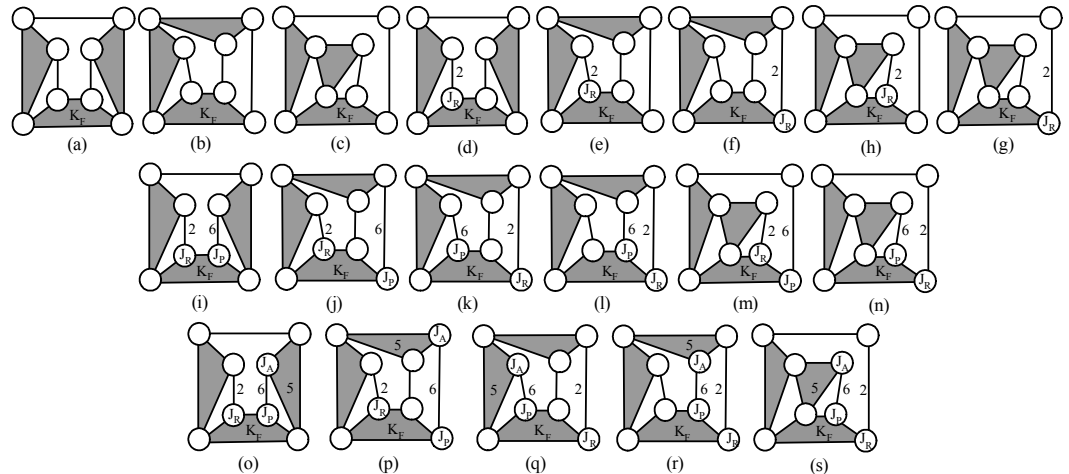 K_F K_F K_F 2 J_R K_F 2 J_R K_F 2 K_F J_R 2 J_R K_F 2 K_F J_R
(a) (b) (c) (d) (e) (f) (h) (g)
2 6 J_R J_P K_F 2 6 J_R K_F J_P 6 2 J_P K_F J_R 6 2 J_P K_F J_R 2 6 J_R K_F J_P 6 2 J_P K_F J_R
(i) (j) (k) (l) (m) (n)
J_A 2 6 5 J_R J_P K_F J_A 5 2 6 J_R K_F J_P J_A 5 6 2 J_P K_F J_R 5 J_A 6 2 J_P K_F J_R J_A 5 6 2 J_P K_F J_R
(o) (p) (q) (r) (s)